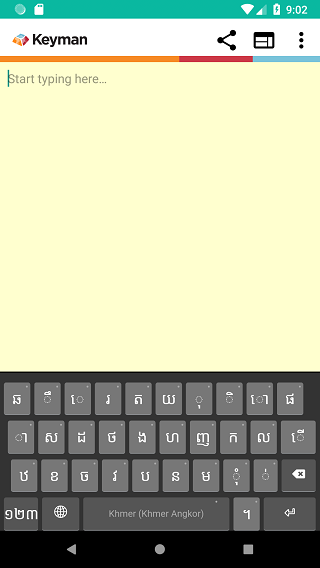 9:02
Keyman
Start typing here...
ឆ ឹ េ រ ត យ ុ ិ ោ ផ
ា ស ដ ថ ង ហ ញ ក ល ើ
ឋ ខ ច វ ប ន ម ុំ ់
១២៣ Khmer (Khmer Angkor) ។